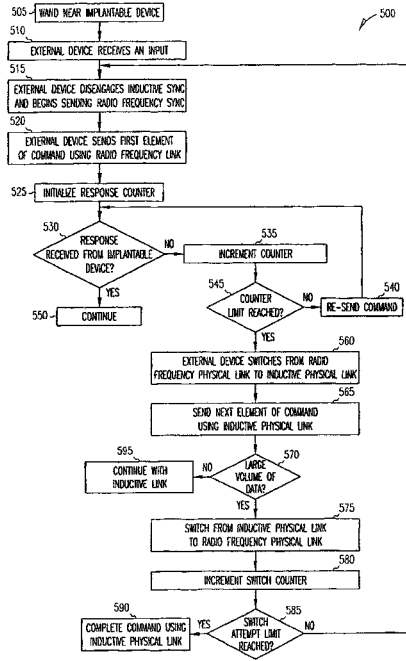 505
WAND NEAR IMPLANTABLE DEVICE
500
510
EXTERNAL DEVICE RECEIVES AN INPUT
515
EXTERNAL DEVICE DISENGAGES INDUCTIVE SYNC
AND BEGINS SENDING RADIO FREQUENCY SYNC
520
EXTERNAL DEVICE SENDS FIRST ELEMENT
OF COMMAND USING RADIO FREQUENCY LINK
525
INITIALIZE RESPONSE COUNTER
530
RESPONSE
RECEIVED FROM IMPLANTABLE
DEVICE?
NO
YES
535
INCREMENT COUNTER
545
COUNTER
LIMIT REACHED?
NO
YES
540
RE-SEND COMMAND
550
CONTINUE
560
EXTERNAL DEVICE SWITCHES FROM RADIO
FREQUENCY PHYSICAL LINK TO INDUCTIVE PHYSICAL LINK
565
SEND NEXT ELEMENT OF COMMAND
USING INDUCTIVE PHYSICAL LINK
570
LARGE
VOLUME OF
DATA?
NO
YES
595
CONTINUE WITH
INDUCTIVE LINK
575
SWITCH FROM INDUCTIVE PHYSICAL LINK
TO RADIO FREQUENCY PHYSICAL LINK
580
INCREMENT SWITCH COUNTER
585
SWITCH
ATTEMPT LIMIT
REACHED?
YES
NO
590
COMPLETE COMMAND USING
INDUCTIVE PHYSICAL LINK